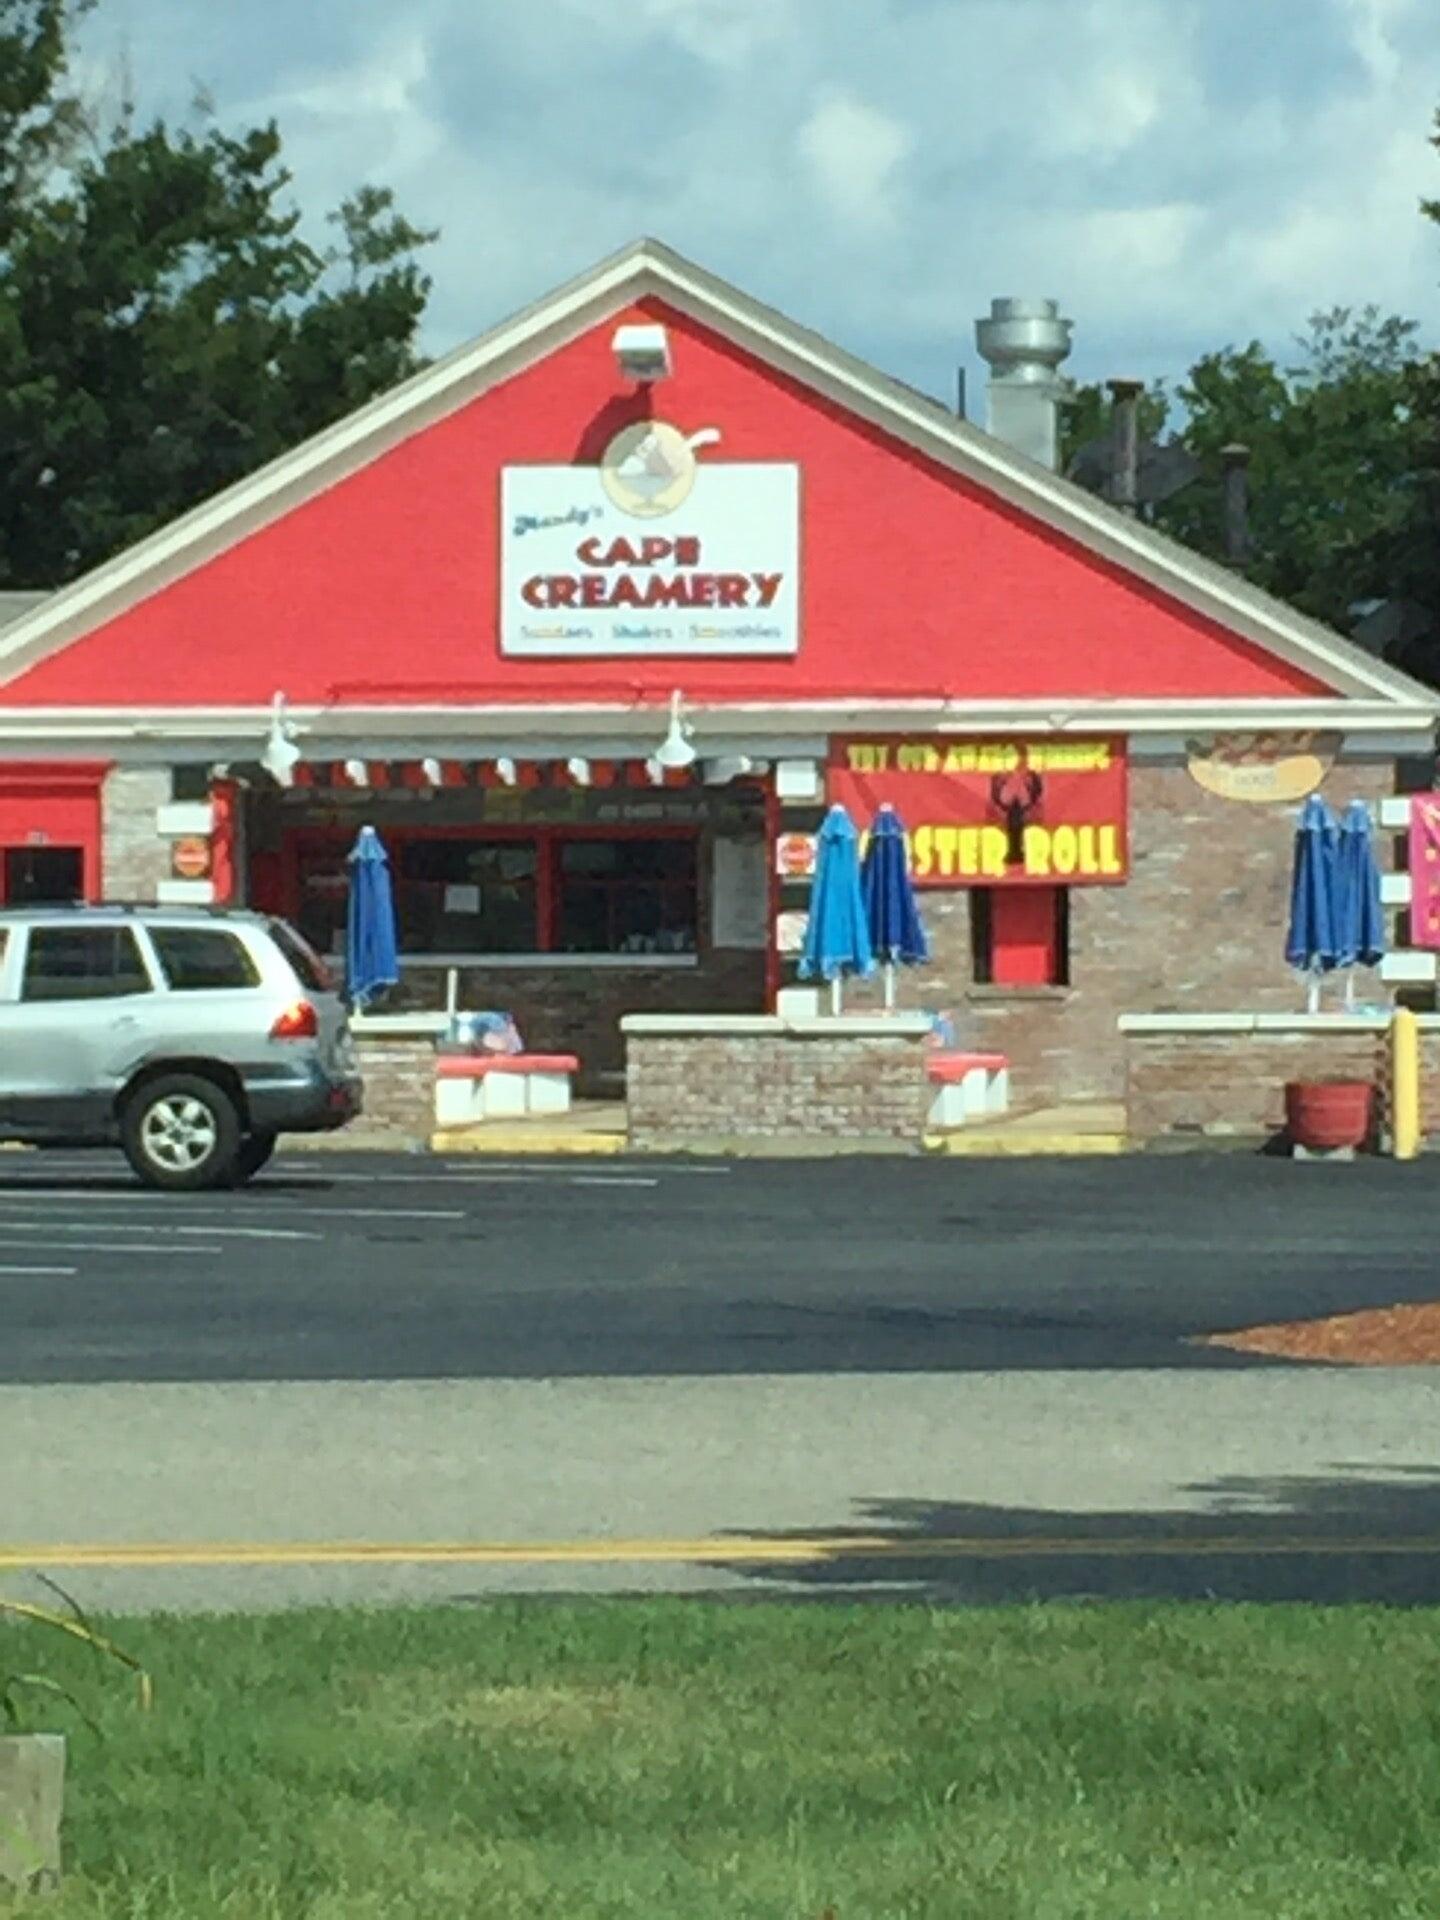 Mandy's
CAPE
CREAMERY
Sundaes - Shakes - Smoothies
TRY OUR AWARD WINNING
STER ROLL